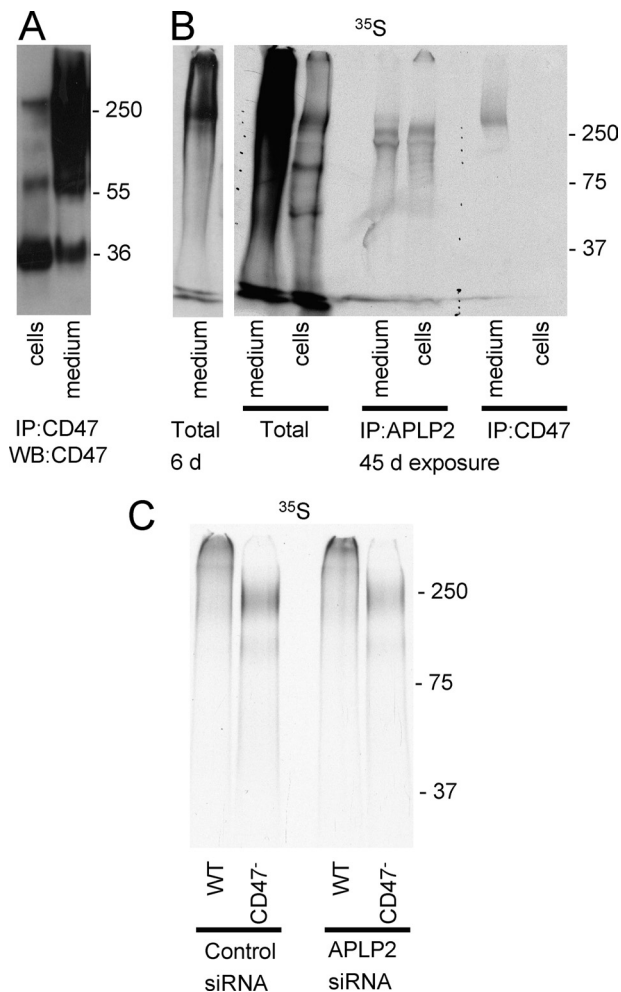 A
- 250
- 55
- 36
cells
medium
IP:CD47
WB:CD47
B
³⁵S
- 250
- 75
- 37
medium
medium
cells
medium
cells
medium
cells
Total
6 d
Total
IP:APLP2
45 d exposure
IP:CD47
C
³⁵S
- 250
- 75
- 37
WT
CD47⁻
WT
CD47⁻
Control
siRNA
APLP2
siRNA